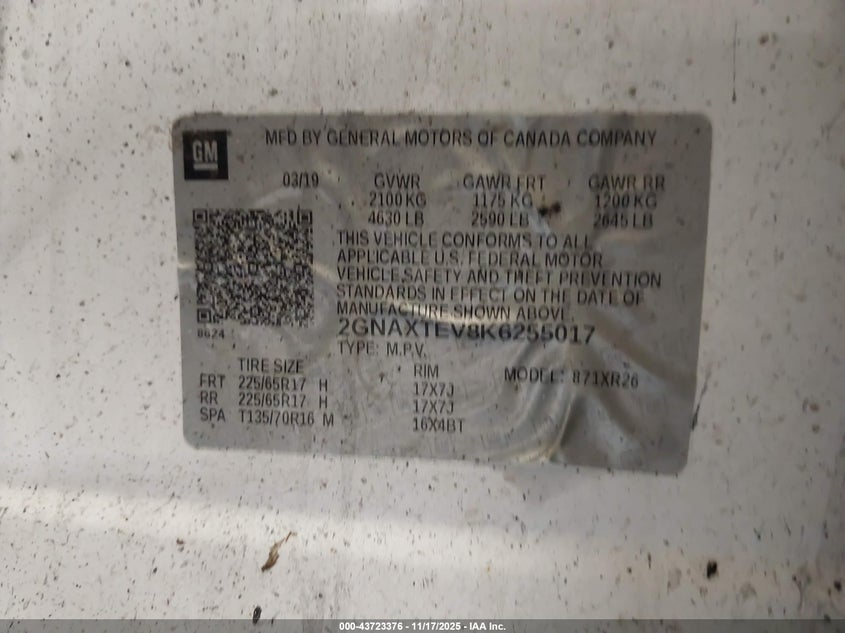 GM
MFD BY GENERAL MOTORS OF CANADA COMPANY
03/19 GVWR GAWR FRT GAWR RR
2100 KG 1175 KG 1200 KG
4630 LB 2590 LB 2645 LB
THIS VEHICLE CONFORMS TO ALL
APPLICABLE U.S. FEDERAL MOTOR
VEHICLE SAFETY AND THEFT PREVENTION
STANDARDS IN EFFECT ON THE DATE OF
MANUFACTURE SHOWN ABOVE.
8624
2GNAXTEV8K6255017
TYPE: M.P.V.
TIRE SIZE RIM MODEL: 871XR26
FRT 225/65R17 H 17X7J
RR 225/65R17 H 17X7J
SPA T135/70R16 M 16X4BT
000-43723376 - 11/17/2025 - IAA Inc.